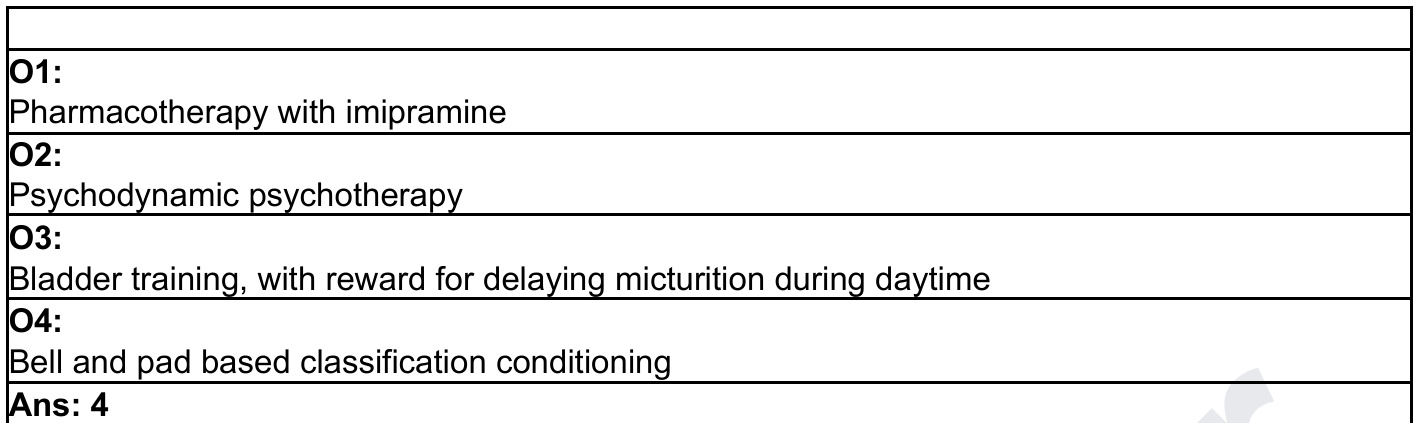 O1:
Pharmacotherapy with imipramine
O2:
Psychodynamic psychotherapy
O3:
Bladder training, with reward for delaying micturition during daytime
O4:
Bell and pad based classification conditioning
Ans: 4